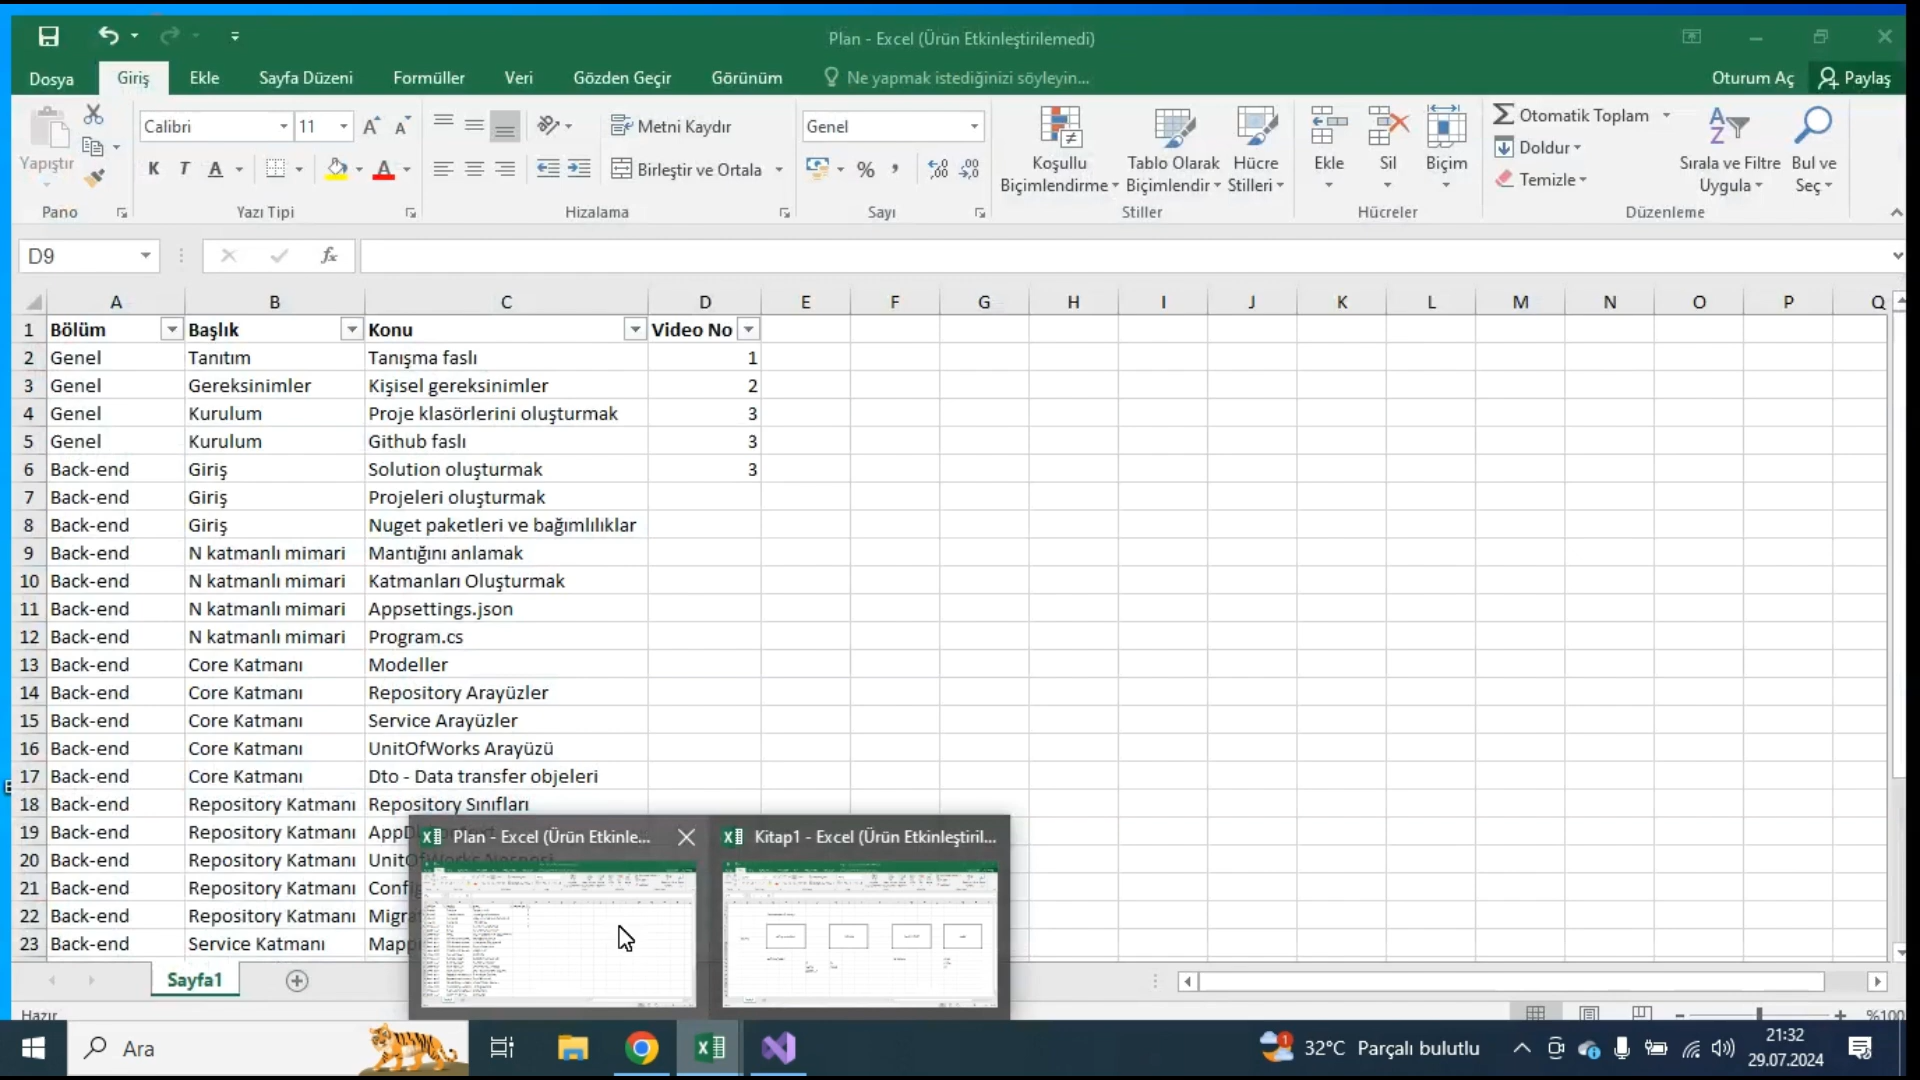 Plan - Excel (Ürün Etkinleştirilemedi)
Dosya Giriş Ekle Sayfa Düzeni Formüller Veri Gözden Geçir Görünüm Ne yapmak istediğinizi söyleyin... Oturum Aç Paylaş
Calibri 11 Metni Kaydır Genel Otomatik Toplam
Yapıştır K T A Birleştir ve Ortala % Koşullu Biçimlendirme Tablo Olarak Biçimlendir Hücre Stilleri Ekle Sil Biçim Doldur Temizle Sırala ve Filtre Uygula Bul ve Seç
Pano Yazı Tipi Hizalama Sayı Stiller Hücreler Düzenleme
D9 fx
A B C D E F G H I J K L M N O P Q
1 Bölüm Başlık Konu Video No
2 Genel Tanıtım Tanışma faslı 1
3 Genel Gereksinimler Kişisel gereksinimler 2
4 Genel Kurulum Proje klasörlerini oluşturmak 3
5 Genel Kurulum Github faslı 3
6 Back-end Giriş Solution oluşturmak 3
7 Back-end Giriş Projeleri oluşturmak
8 Back-end Giriş Nuget paketleri ve bağımlılıklar
9 Back-end N katmanlı mimari Mantığını anlamak
10 Back-end N katmanlı mimari Katmanları Oluşturmak
11 Back-end N katmanlı mimari Appsettings.json
12 Back-end N katmanlı mimari Program.cs
13 Back-end Core Katmanı Modeller
14 Back-end Core Katmanı Repository Arayüzler
15 Back-end Core Katmanı Service Arayüzler
16 Back-end Core Katmanı UnitOfWorks Arayüzü
17 Back-end Core Katmanı Dto - Data transfer objeleri
18 Back-end Repository Katmanı Repository Sınıfları
19 Back-end Repository Katmanı AppD
20 Back-end Repository Katmanı UnitO
21 Back-end Repository Katmanı Config
22 Back-end Repository Katmanı Migra
23 Back-end Service Katmanı Mapp
Plan - Excel (Ürün Etkinle... Kitap1 - Excel (Ürün Etkinleştiril...
Sayfa1
Hazır %100
Ara 32°C Parçalı bulutlu 21:32
29.07.2024